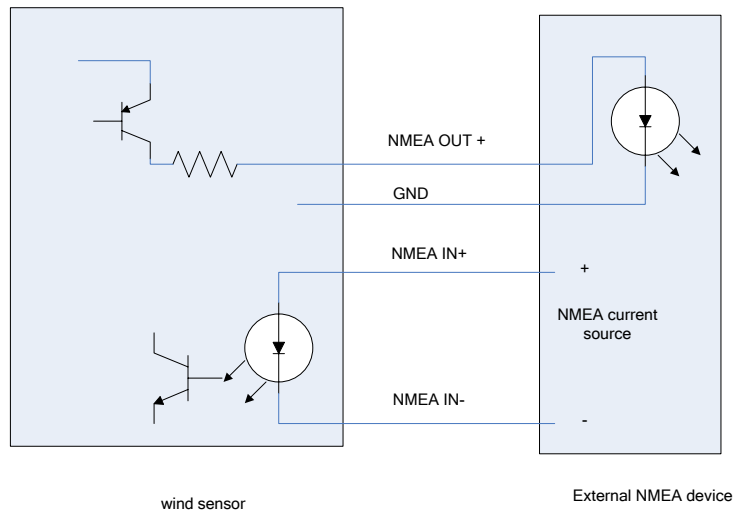 NMEA OUT +
GND
NMEA IN+
+
NMEA current
source
NMEA IN-
-
wind sensor
External NMEA device